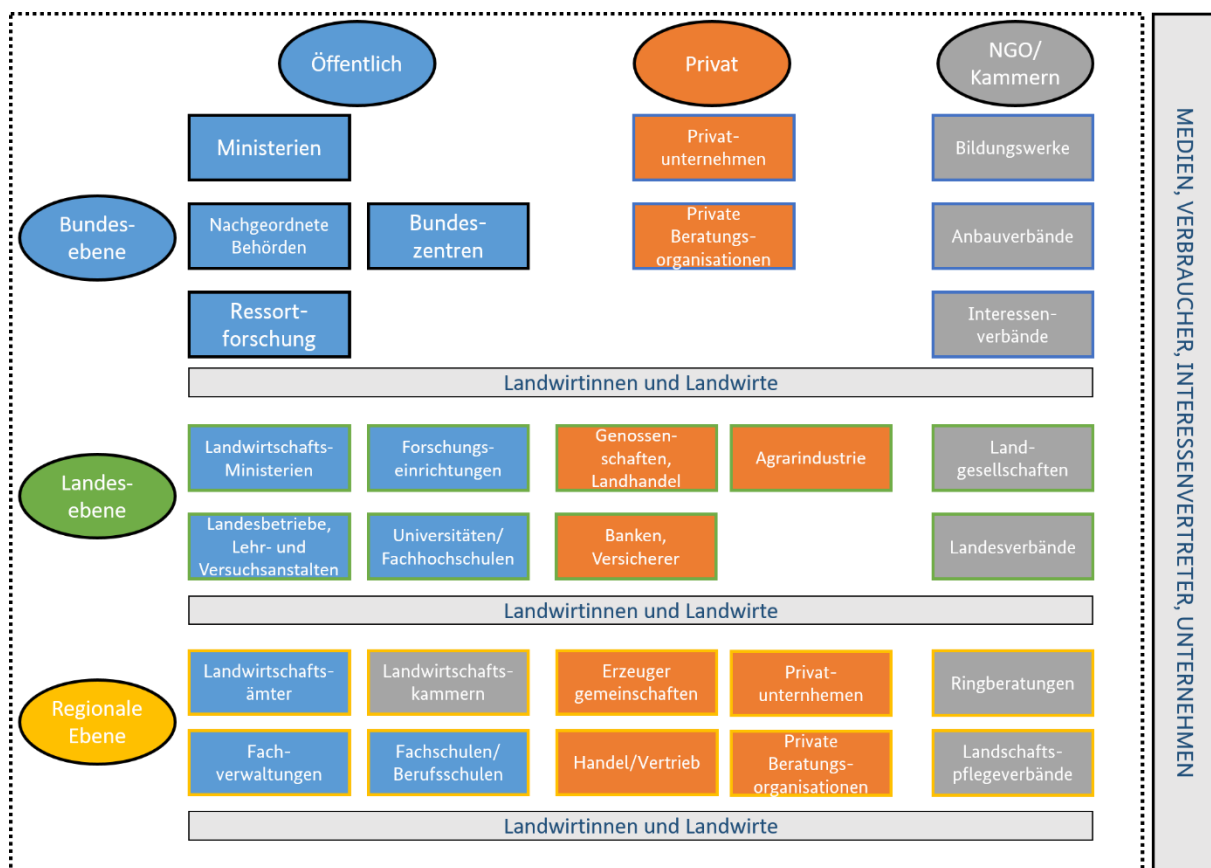 Öffentlich
Privat
NGO/
Kammern
Bundes-
ebene
Ministerien
Privat-
unternehmen
Bildungswerke
Nachgeordnete
Behörden
Bundes-
zentren
Private
Beratungs-
organisationen
Anbauverbände
Ressort-
forschung
Interessen-
verbände
Landwirtinnen und Landwirte
Landes-
ebene
Landwirtschafts-
Ministerien
Forschungs-
einrichtungen
Genossen-
schaften,
Landhandel
Agrarindustrie
Land-
gesellschaften
Landesbetriebe,
Lehr- und
Versuchsanstalten
Universitäten/
Fachhochschulen
Banken,
Versicherer
Landesverbände
Landwirtinnen und Landwirte
Regionale
Ebene
Landwirtschafts-
ämter
Landwirtschafts-
kammern
Erzeuger
gemeinschaften
Privat-
unternhemen
Ringberatungen
Fach-
verwaltungen
Fachschulen/
Berufsschulen
Handel/Vertrieb
Private
Beratungs-
organisationen
Landschafts-
pflegeverbände
Landwirtinnen und Landwirte
MEDIEN, VERBRAUCHER, INTERESSENVERTRETER, UNTERNEHMEN